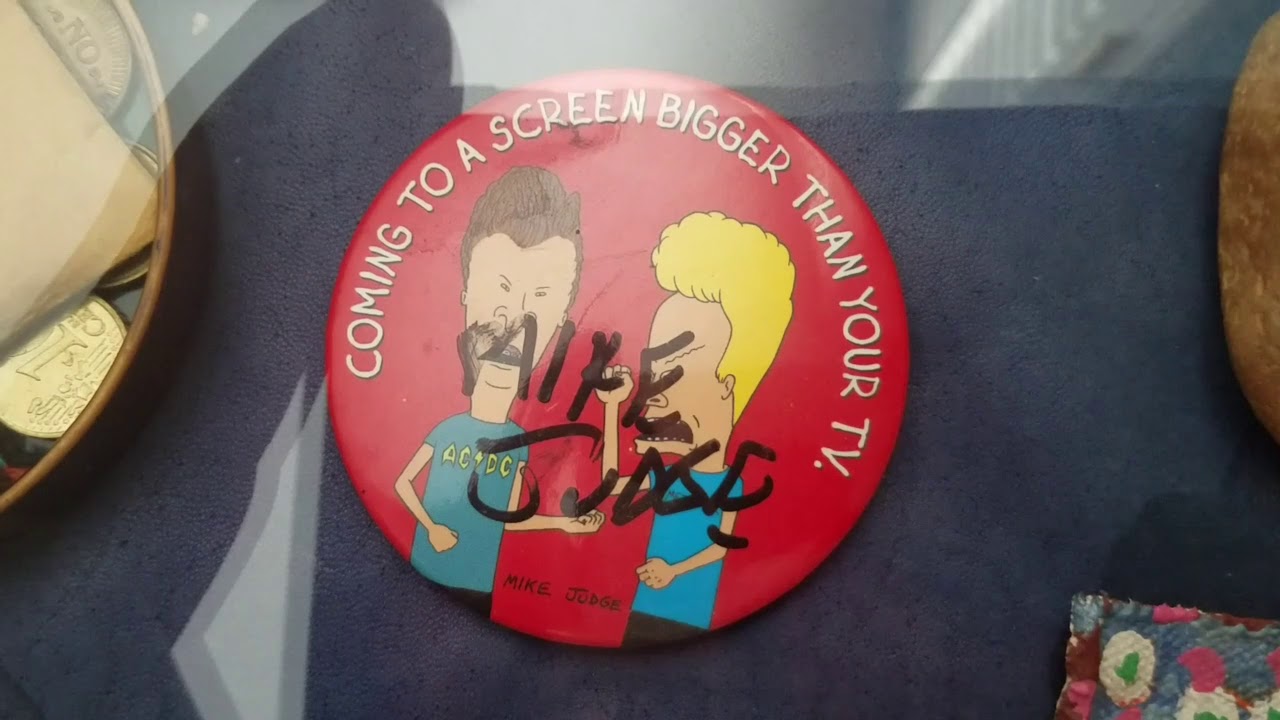 COMING TO A SCREEN BIGGER THAN YOUR TV.
MIKE
JUDGE
AC DC
MIKE JUDGE